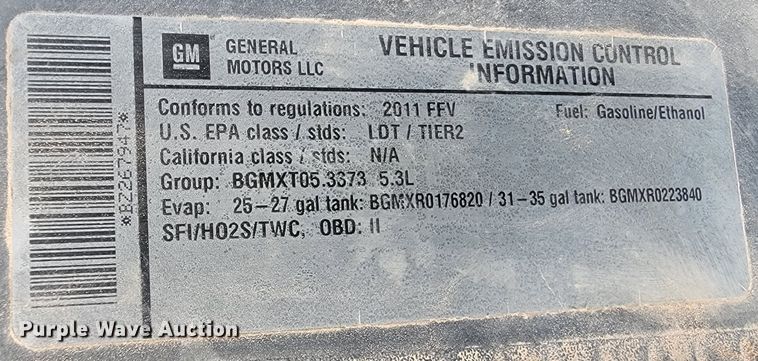 GM GENERAL MOTORS LLC
VEHICLE EMISSION CONTROL INFORMATION
Conforms to regulations: 2011 FFV Fuel: Gasoline/Ethanol
U.S. EPA class / stds: LDT / TIER2
California class / stds: N/A
Group: BGMXT05.3373 5.3L
Evap: 25-27 gal tank: BGMXR0176820 / 31-35 gal tank: BGMXR0223840
SFI/HO2S/TWC, OBD: II
*BZ267947*
Purple Wave Auction